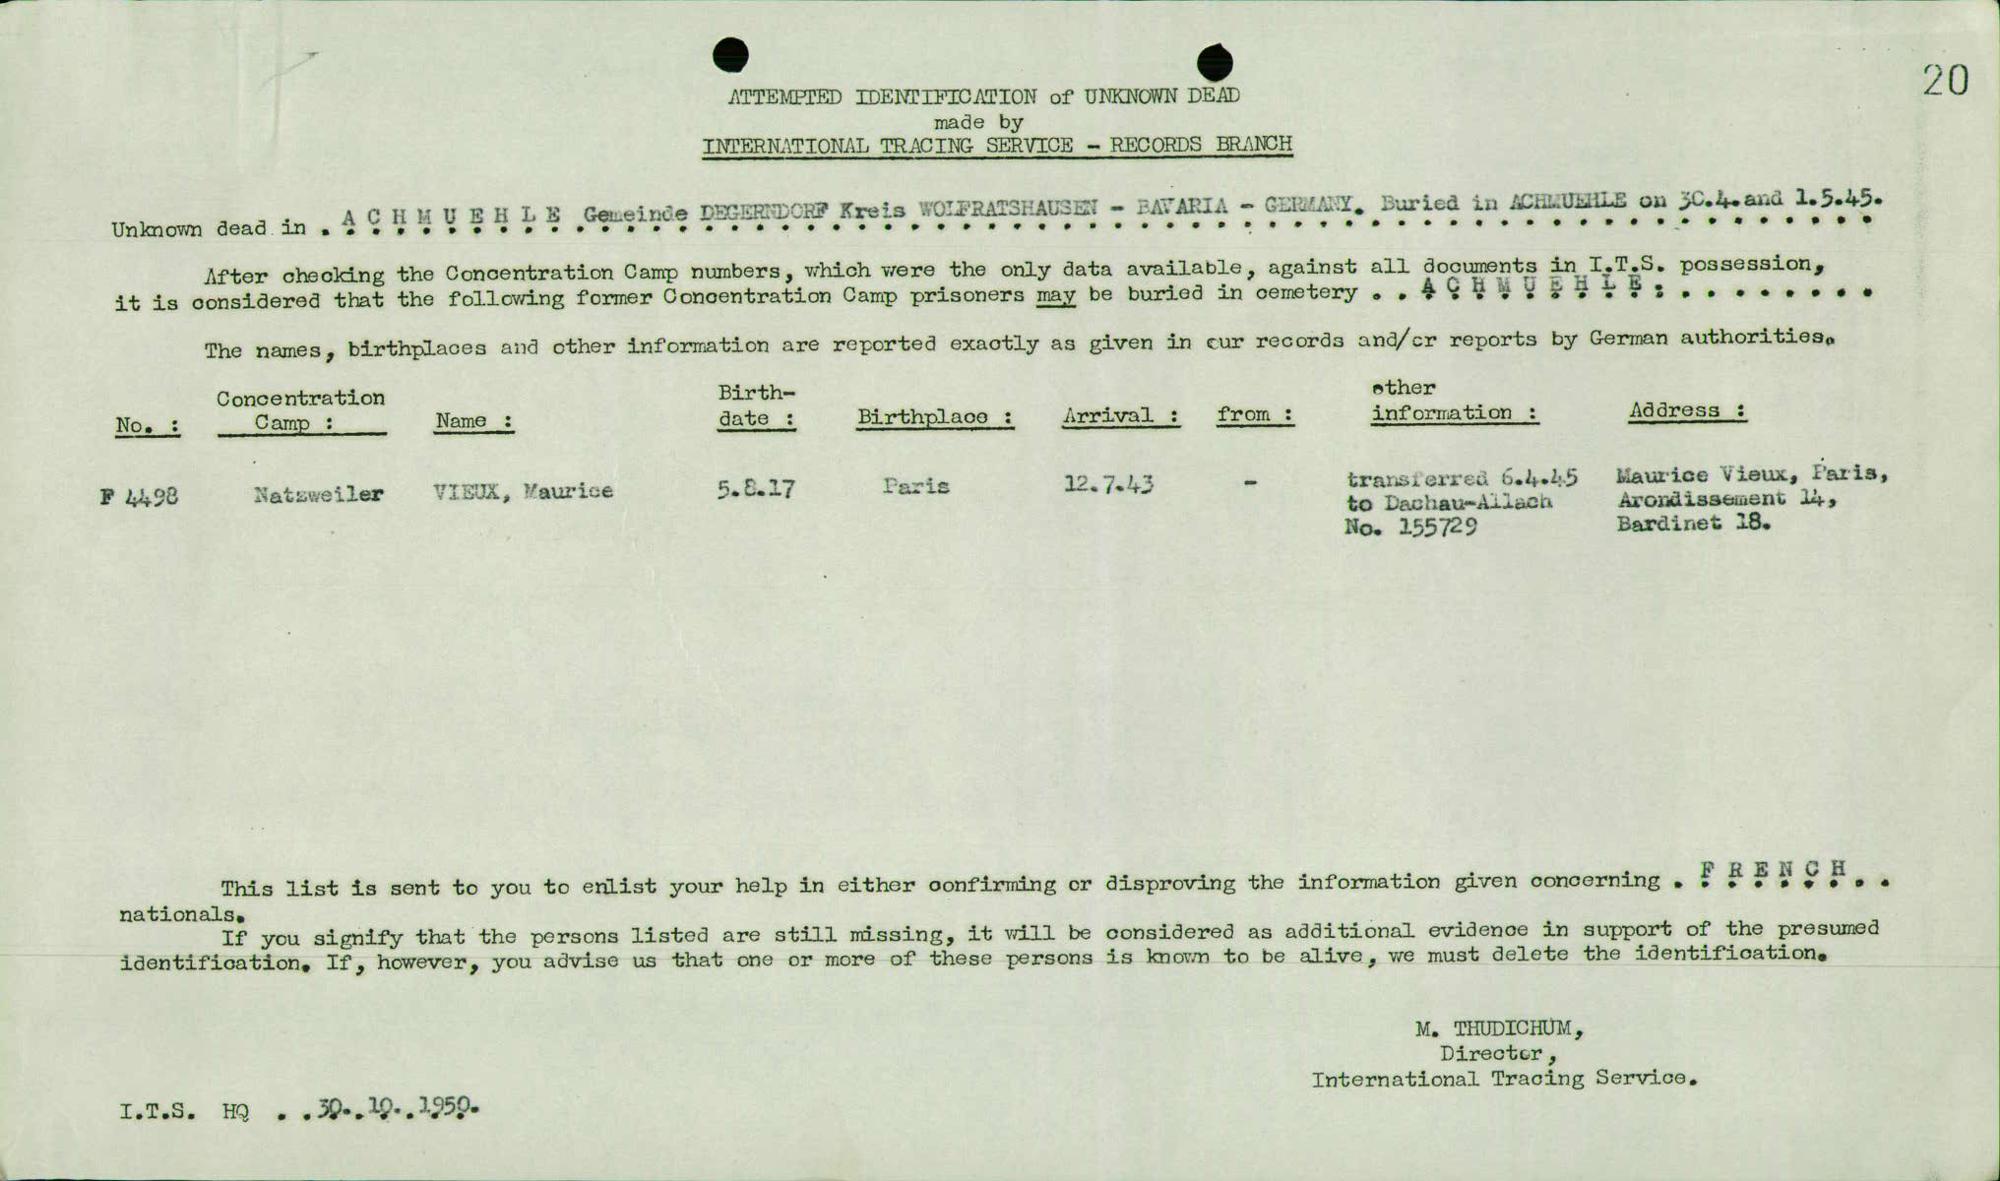 20
ATTEMPTED IDENTIFICATION of UNKNOWN DEAD
made by
INTERNATIONAL TRACING SERVICE - RECORDS BRANCH
Unknown dead in . A C H M U E H L E Gemeinde DEGERNDORF Kreis WOLFRATSHAUSEN - BAVARIA - GERMANY. Buried in ACHMUEHLE on 30.4.and 1.5.45.
After checking the Concentration Camp numbers, which were the only data available, against all documents in I.T.S. possession,
it is considered that the following former Concentration Camp prisoners may be buried in cemetery . . A C H M U E H L E . . . . . . . . .
The names, birthplaces and other information are reported exactly as given in our records and/or reports by German authorities.
No. : Concentration Camp : Name : Birth-date : Birthplace : Arrival : from : other information : Address :
F 4498 Natzweiler VIEUX, Maurice 5.8.17 Paris 12.7.43 - transferred 6.4.45 Maurice Vieux, Paris,
to Dachau-Allach Arondissement 14,
No. 155729 Bardinet 18.
This list is sent to you to enlist your help in either confirming or disproving the information given concerning . F R E N C H . .
nationals.
If you signify that the persons listed are still missing, it will be considered as additional evidence in support of the presumed
identification. If, however, you advise us that one or more of these persons is known to be alive, we must delete the identification.
M. THUDICHUM,
Director,
International Tracing Service.
I.T.S. HQ . . 30. 10. 1950.